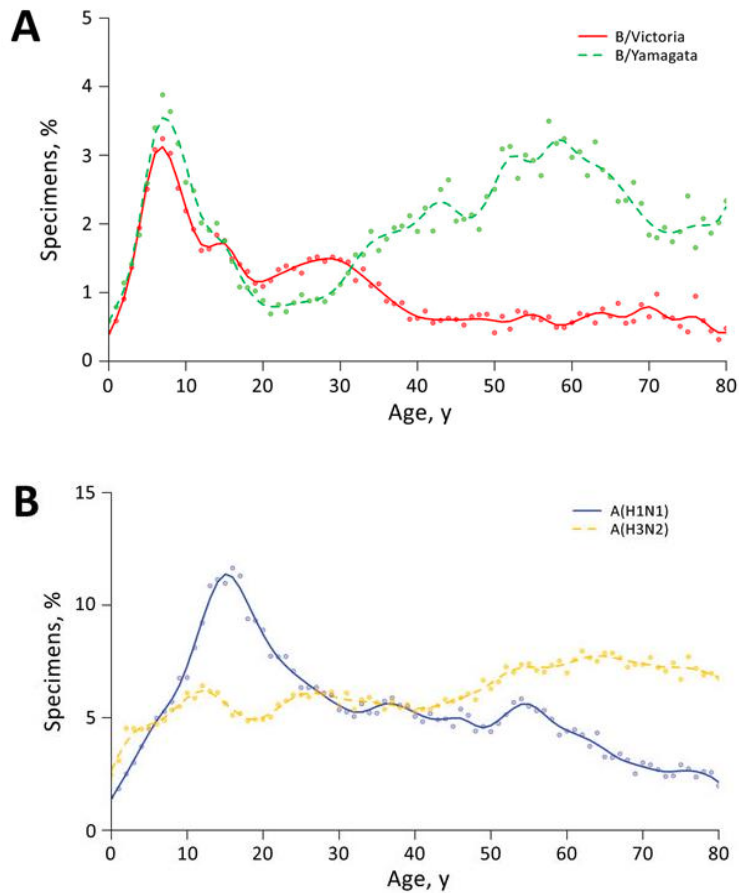 A
5
4
3
2
1
0
Specimens, %
B/Victoria
B/Yamagata
0 10 20 30 40 50 60 70 80
Age, y
B
15
10
5
0
Specimens, %
A(H1N1)
A(H3N2)
0 10 20 30 40 50 60 70 80
Age, y